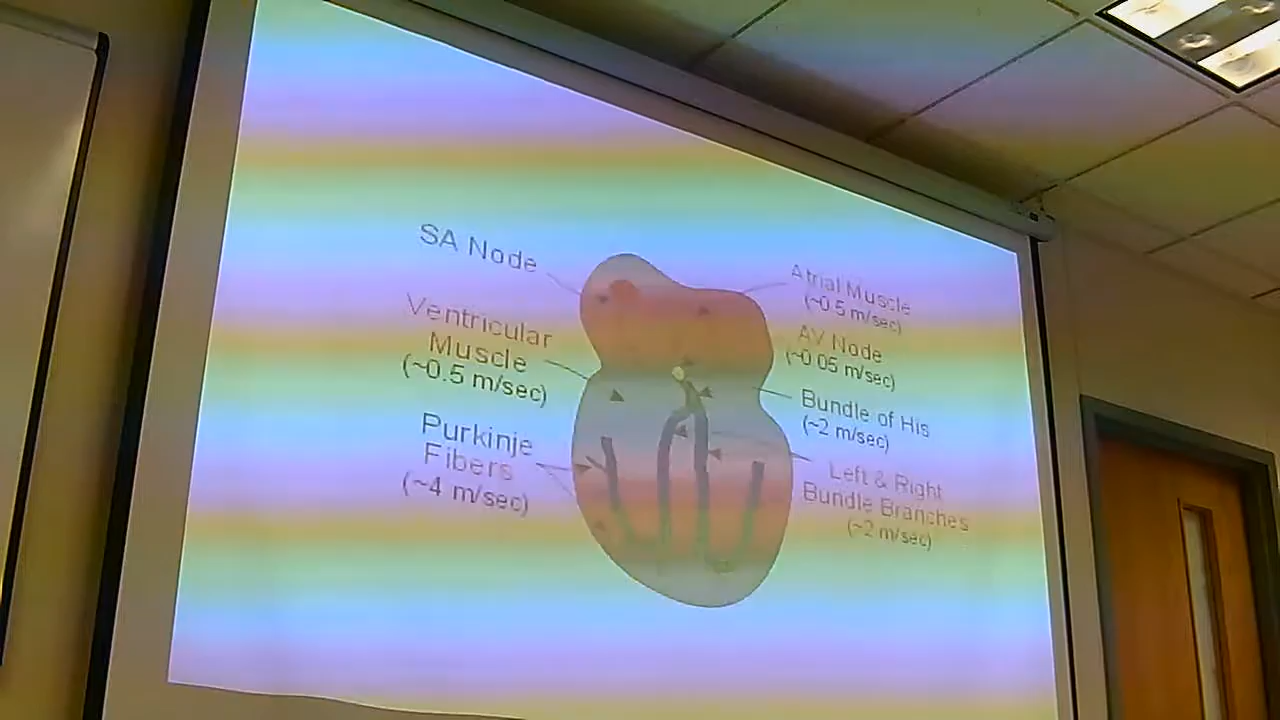 SA Node
Ventricular
Muscle
(~0.5 m/sec)
Purkinje
Fibers
(~4 m/sec)
Atrial Muscle
(~0.5 m/sec)
AV Node
(~0.05 m/sec)
Bundle of His
(~2 m/sec)
Left & Right
Bundle Branches
(~2 m/sec)